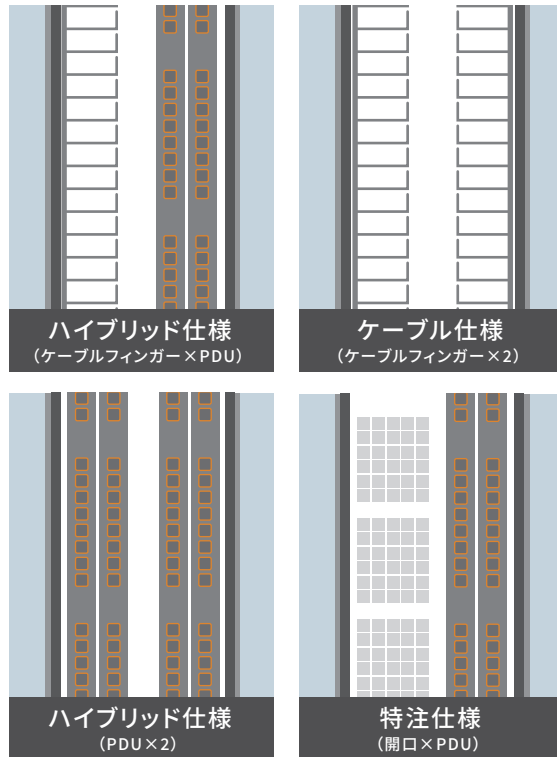 ハイブリッド仕様
（ケーブルフィンガー×PDU）
ケーブル仕様
（ケーブルフィンガー×2）
ハイブリッド仕様
（PDU×2）
特注仕様
（開口×PDU）